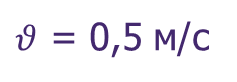 𝜗 = 0,5 м/с